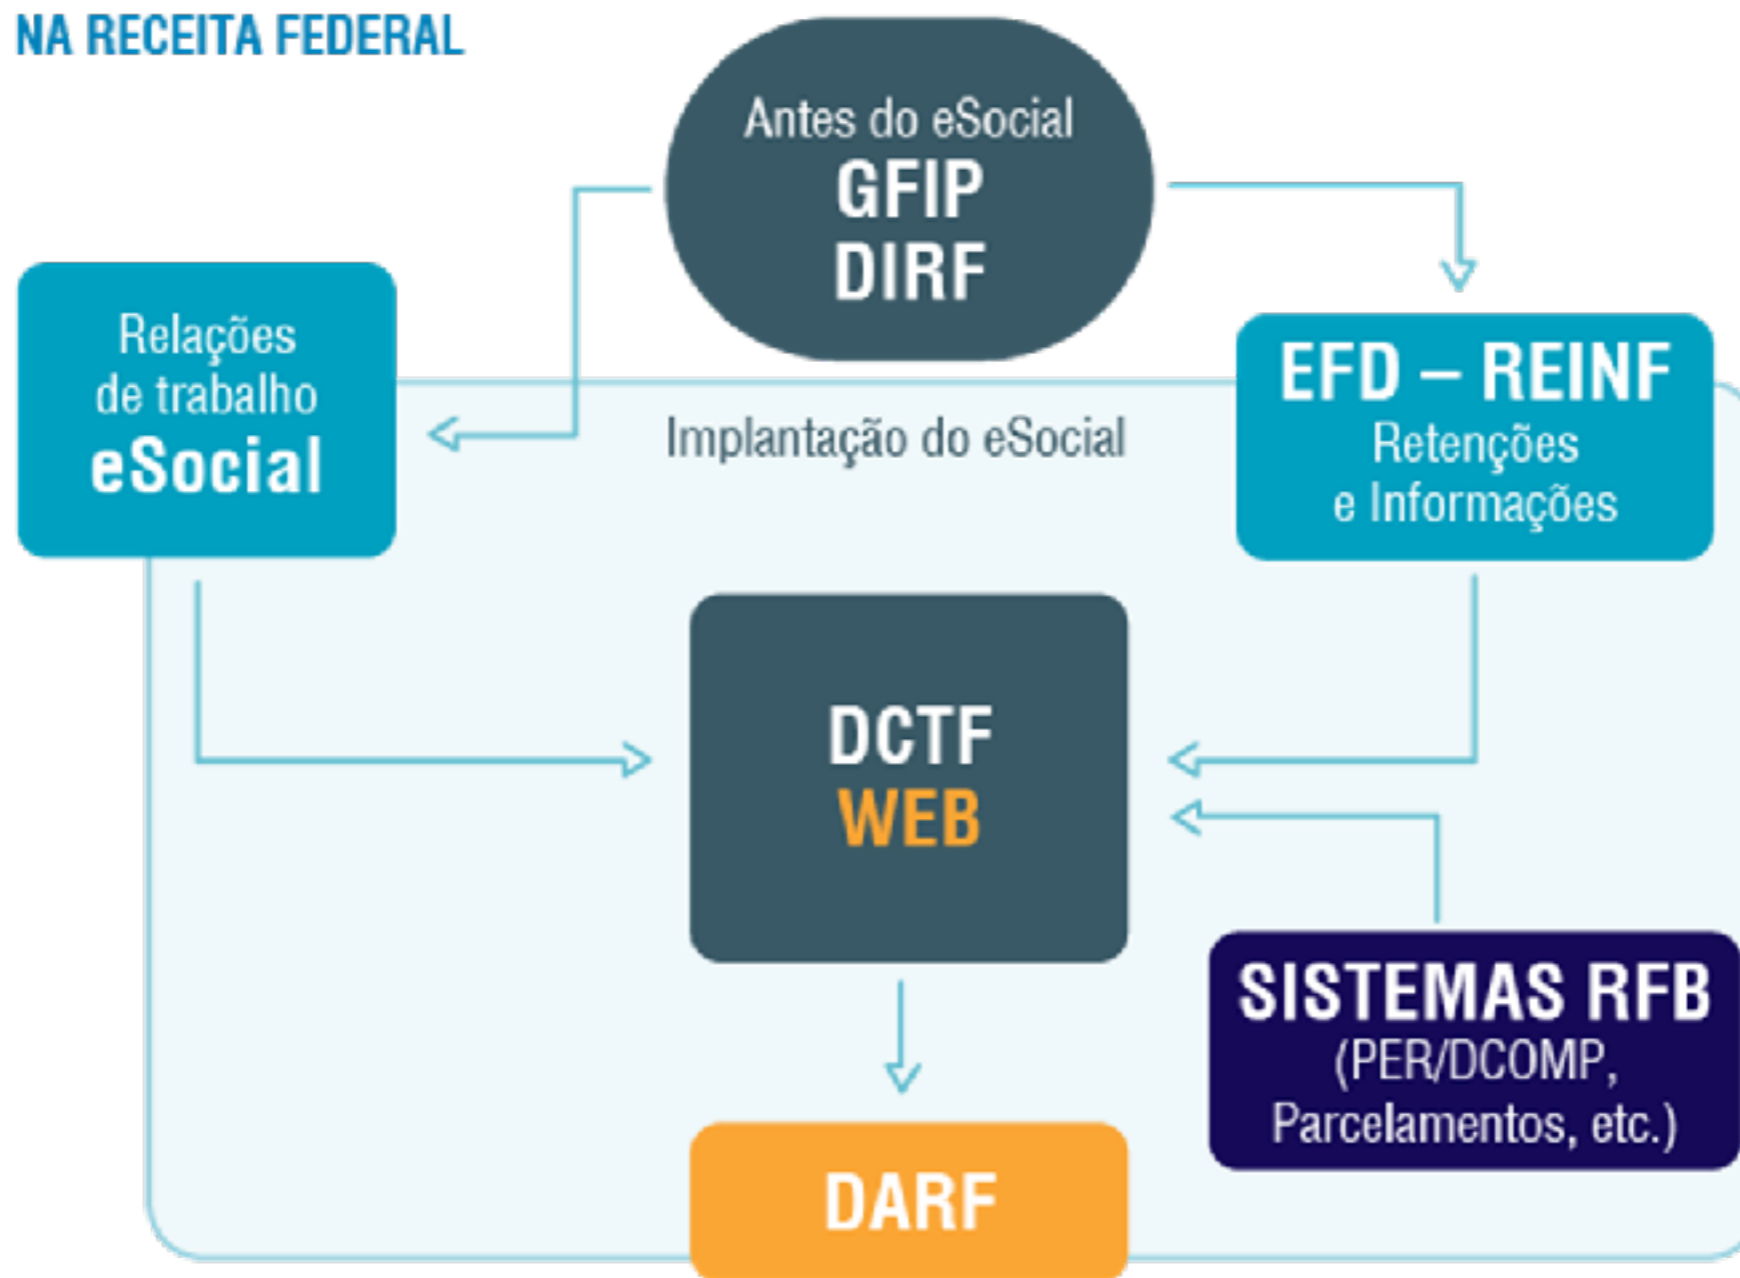 NA RECEITA FEDERAL
Antes do eSocial
GFIP
DIRF
Relações
de trabalho
eSocial
Implantação do eSocial
EFD – REINF
Retenções
e Informações
DCTF
WEB
SISTEMAS RFB
(PER/DCOMP,
Parcelamentos, etc.)
DARF